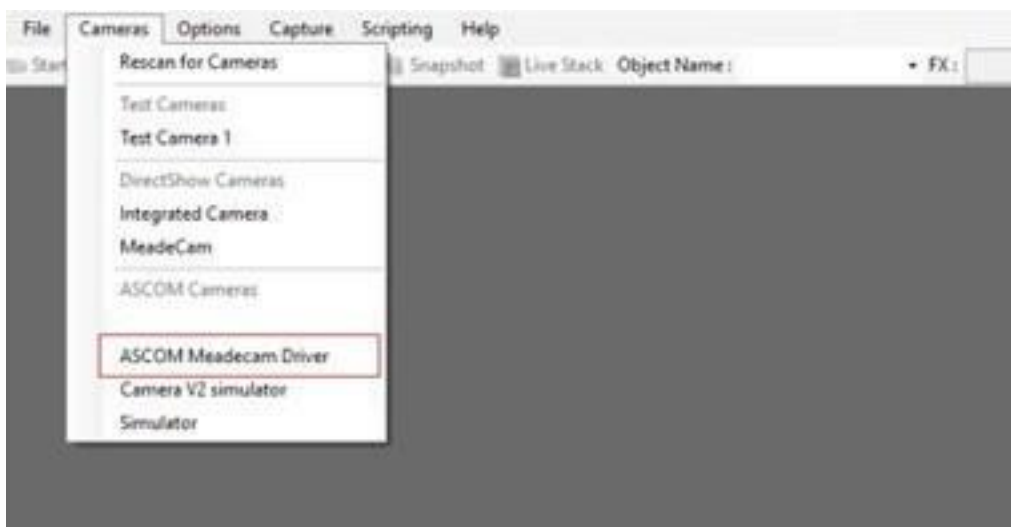 File Cameras Options Capture Scripting Help
Start Snapshot Live Stack Object Name: FX:
Rescan for Cameras
Test Cameras
Test Camera 1
DirectShow Cameras
Integrated Camera
MeadeCam
ASCOM Cameras
ASCOM Meadecam Driver
Camera V2 simulator
Simulator